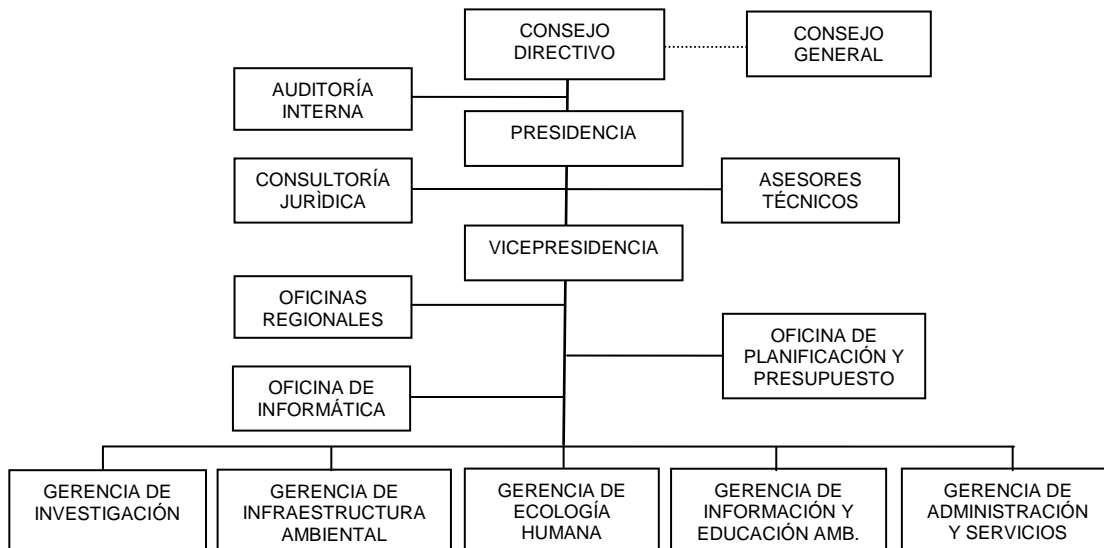 CONSEJO
DIRECTIVO
CONSEJO
GENERAL
AUDITORÍA
INTERNA
PRESIDENCIA
CONSULTORÍA
JURÌDICA
ASESORES
TÉCNICOS
VICEPRESIDENCIA
OFICINAS
REGIONALES
OFICINA DE
PLANIFICACIÓN Y
PRESUPUESTO
OFICINA DE
INFORMÁTICA
GERENCIA DE
INVESTIGACIÓN
GERENCIA DE
INFRAESTRUCTURA
AMBIENTAL
GERENCIA DE
ECOLOGÍA
HUMANA
GERENCIA DE
INFORMACIÓN Y
EDUCACIÓN AMB.
GERENCIA DE
ADMINISTRACIÓN
Y SERVICIOS